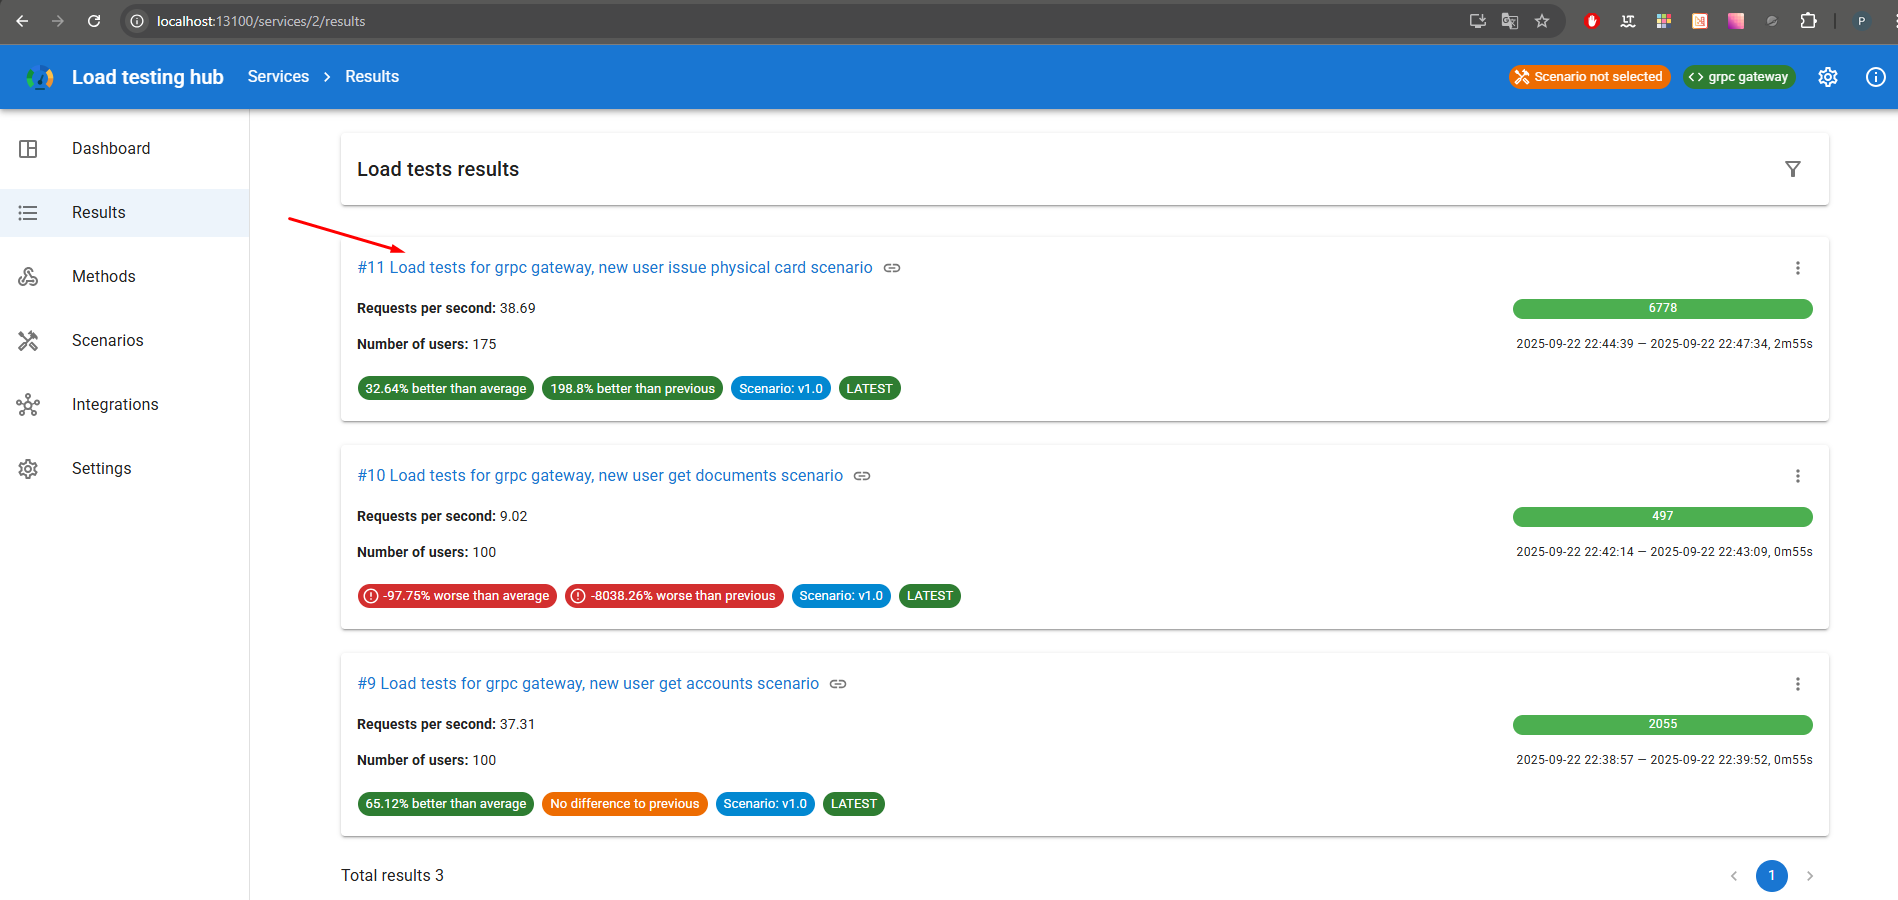 localhost:13100/services/2/results
P
Load testing hub Services Results
Scenario not selected grpc gateway
Dashboard
Results
Methods
Scenarios
Integrations
Settings
Load tests results
#11 Load tests for grpc gateway, new user issue physical card scenario
Requests per second: 38.69
6778
Number of users: 175
2025-09-22 22:44:39 — 2025-09-22 22:47:34, 2m55s
32.64% better than average 198.8% better than previous Scenario: v1.0 LATEST
#10 Load tests for grpc gateway, new user get documents scenario
Requests per second: 9.02
497
Number of users: 100
2025-09-22 22:42:14 — 2025-09-22 22:43:09, 0m55s
-97.75% worse than average -8038.26% worse than previous Scenario: v1.0 LATEST
#9 Load tests for grpc gateway, new user get accounts scenario
Requests per second: 37.31
2055
Number of users: 100
2025-09-22 22:38:57 — 2025-09-22 22:39:52, 0m55s
65.12% better than average No difference to previous Scenario: v1.0 LATEST
Total results 3
1